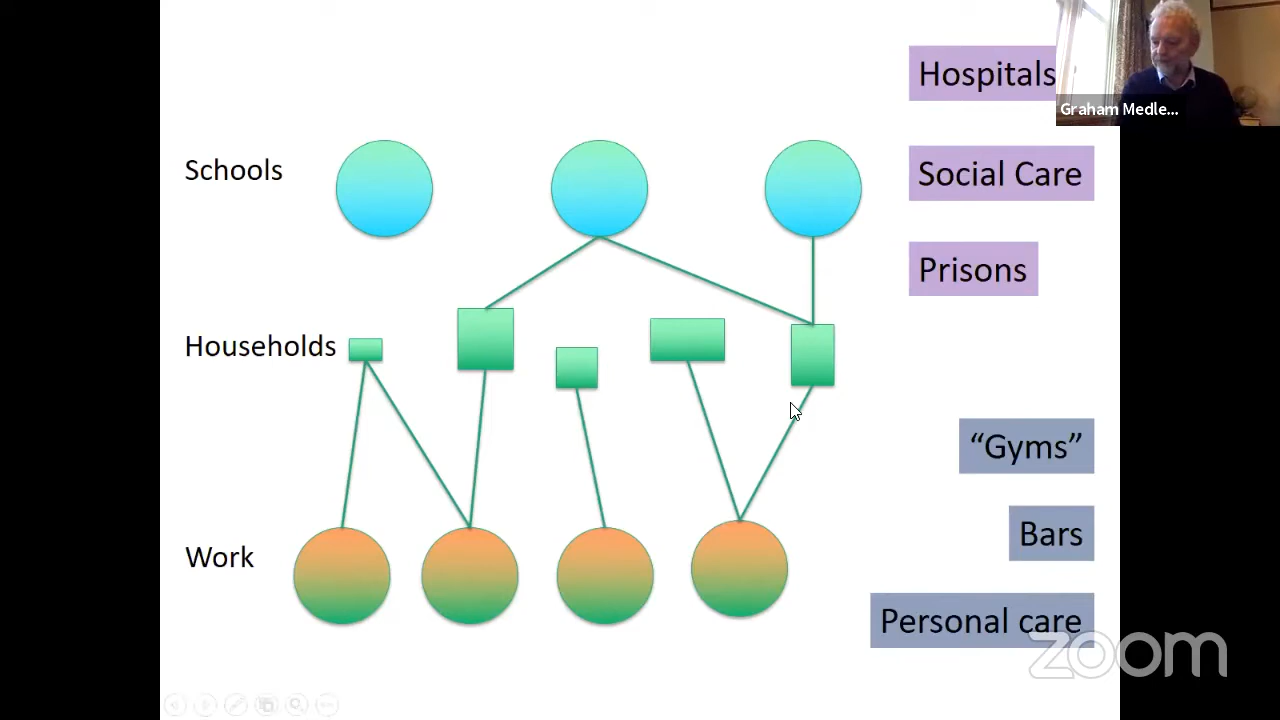 Hospitals
Graham Medle...
Schools
Social Care
Prisons
Households
“Gyms”
Bars
Work
Personal care
zoom